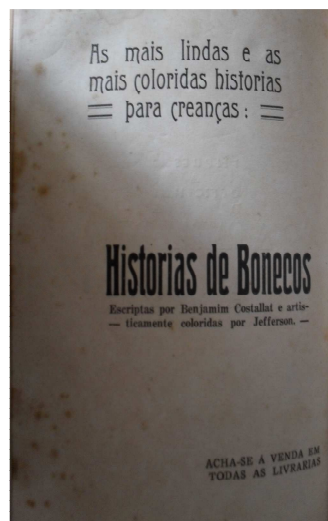 As mais lindas e as
mais coloridas historias
para creanças:
Historias de Bonecos
Escriptas por Benjamim Costallat e artis-
— ticamente coloridas por Jefferson. —
ACHA-SE Á VENDA EM
TODAS AS LIVRARIAS